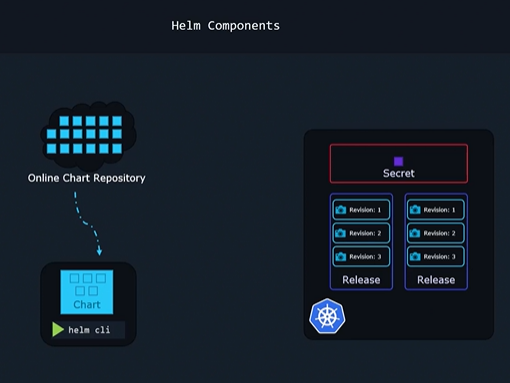 Helm Components
Online Chart Repository
Chart
helm cli
Secret
Revision: 1
Revision: 2
Revision: 3
Release
Revision: 1
Revision: 2
Revision: 3
Release